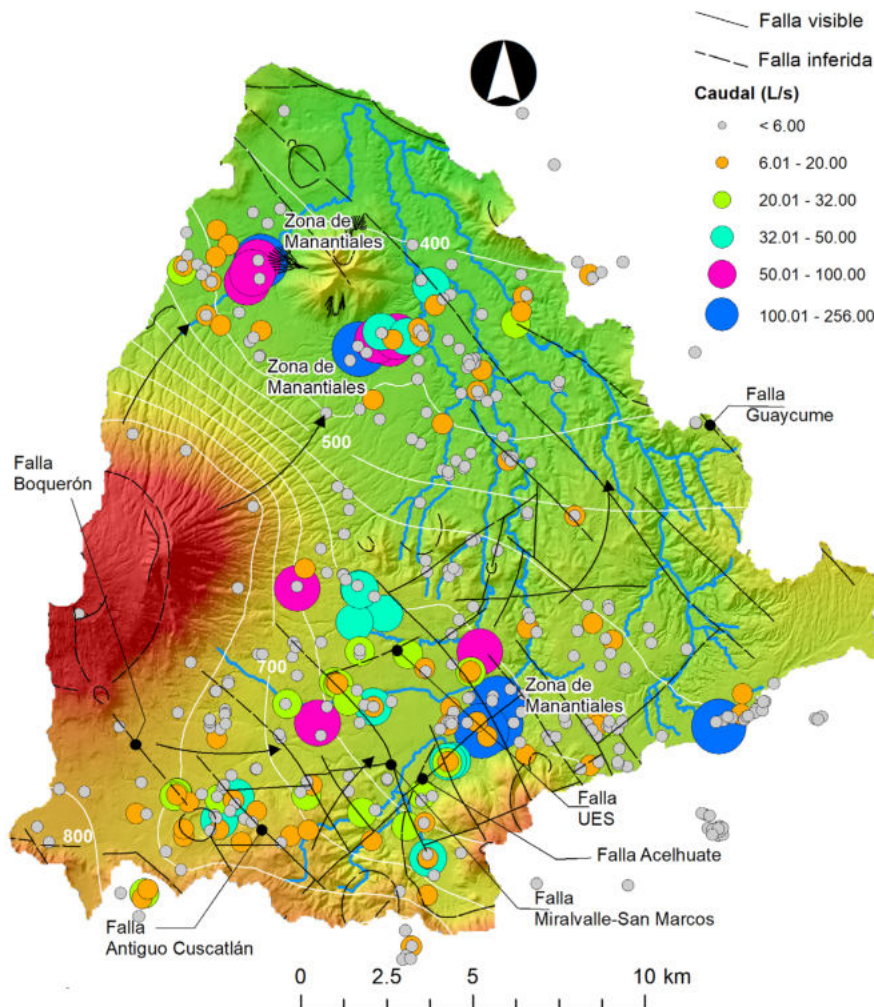 Falla visible
Falla inferida
Caudal (L/s)
< 6.00
6.01 - 20.00
20.01 - 32.00
32.01 - 50.00
50.01 - 100.00
100.01 - 256.00
Zona de
Manantiales
400
Zona de
Manantiales
500
Falla
Guaycume
Falla
Boquerón
700
Zona de
Manantiales
Falla
UES
800
Falla Acelhuate
Falla
Miralvalle-San Marcos
Falla
Antiguo Cuscatlán
0 2.5 5 10 km